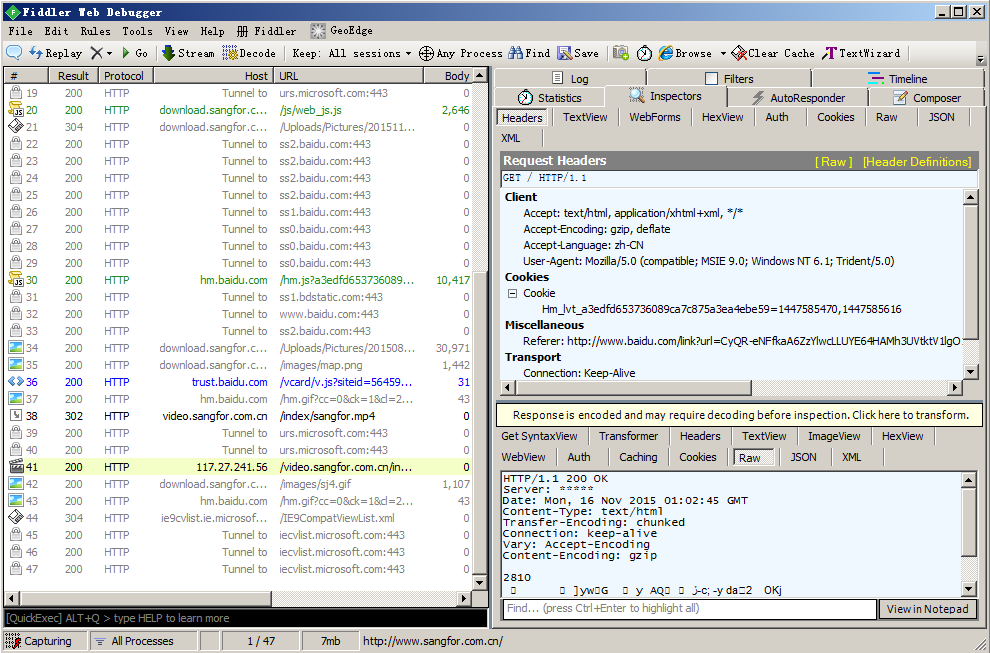 Fiddler Web Debugger
File Edit Rules Tools View Help Fiddler GeoEdge
Replay Go Stream Decode Keep: All sessions Any Process Find Save Browse Clear Cache TextWizard
# Result Protocol Host URL Body
19 200 HTTP Tunnel to urs.microsoft.com:443 0
20 200 HTTP download.sangfor.c... /js/web_js.js 2,646
21 304 HTTP download.sangfor.c... /Uploads/Pictures/201511... 0
22 200 HTTP Tunnel to ss2.baidu.com:443 0
23 200 HTTP Tunnel to ss2.baidu.com:443 0
24 200 HTTP Tunnel to ss2.baidu.com:443 0
25 200 HTTP Tunnel to ss2.baidu.com:443 0
26 200 HTTP Tunnel to ss1.baidu.com:443 0
27 200 HTTP Tunnel to ss0.baidu.com:443 0
28 200 HTTP Tunnel to ss0.baidu.com:443 0
29 200 HTTP Tunnel to ss0.baidu.com:443 0
30 200 HTTP hm.baidu.com /hm.js?a3edfd653736089... 10,417
31 200 HTTP Tunnel to ss1.bdstatic.com:443 0
32 200 HTTP Tunnel to www.baidu.com:443 0
33 200 HTTP Tunnel to ss2.baidu.com:443 0
34 200 HTTP download.sangfor.c... /Uploads/Pictures/201508... 30,971
35 200 HTTP download.sangfor.c... /images/map.png 1,442
36 200 HTTP trust.baidu.com /vcard/v.js?siteid=56459... 31
37 200 HTTP hm.baidu.com /hm.gif?cc=0&ck=1&cl=2... 43
38 302 HTTP video.sangfor.com.cn /index/sangfor.mp4 0
39 200 HTTP Tunnel to urs.microsoft.com:443 0
40 200 HTTP Tunnel to urs.microsoft.com:443 0
41 200 HTTP 117.27.241.56 /video.sangfor.com.cn/in... 0
42 200 HTTP download.sangfor.c... /images/sj4.gif 1,107
43 200 HTTP hm.baidu.com /hm.gif?cc=0&ck=1&cl=2... 43
44 304 HTTP ie9cvlist.ie.microsof... /IE9CompatViewList.xml 0
45 200 HTTP Tunnel to iecvlist.microsoft.com:443 0
46 200 HTTP Tunnel to iecvlist.microsoft.com:443 0
47 200 HTTP Tunnel to iecvlist.microsoft.com:443 0
[QuickExec] ALT+Q > type HELP to learn more
Log Filters Timeline
Statistics Inspectors AutoResponder Composer
Headers TextView WebForms HexView Auth Cookies Raw JSON
XML
Request Headers [ Raw ] [Header Definitions]
GET / HTTP/1.1
Client
Accept: text/html, application/xhtml+xml, */*
Accept-Encoding: gzip, deflate
Accept-Language: zh-CN
User-Agent: Mozilla/5.0 (compatible; MSIE 9.0; Windows NT 6.1; Trident/5.0)
Cookies
Cookie
Hm_lvt_a3edfd653736089ca7c875a3ea4ebe59=1447585470,1447585616
Miscellaneous
Referer: http://www.baidu.com/link?url=CyQR-eNFfkaA6ZzYlwcLLUYE64HAMh3UVtktV1lgO
Transport
Connection: Keep-Alive
Response is encoded and may require decoding before inspection. Click here to transform.
Get SyntaxView Transformer Headers TextView ImageView HexView
WebView Auth Caching Cookies Raw JSON XML
HTTP/1.1 200 OK
Server: *****
Date: Mon, 16 Nov 2015 01:02:45 GMT
Content-Type: text/html
Transfer-Encoding: chunked
Connection: keep-alive
Vary: Accept-Encoding
Content-Encoding: gzip
2810
Find... (press Ctrl+Enter to highlight all) View in Notepad
Capturing All Processes 1 / 47 7mb http://www.sangfor.com.cn/